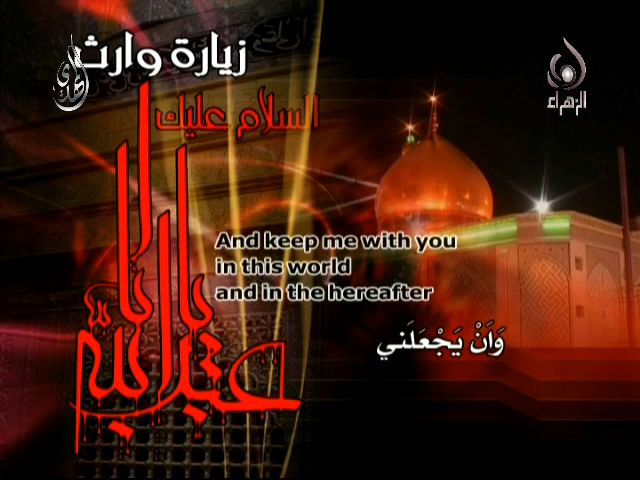 زيارة وارث
الهدى
الزهراء
السلام عليك
يا ابا
عبد الله
And keep me with you
in this world
and in the hereafter
وَاَنْ يَجْعَلَني